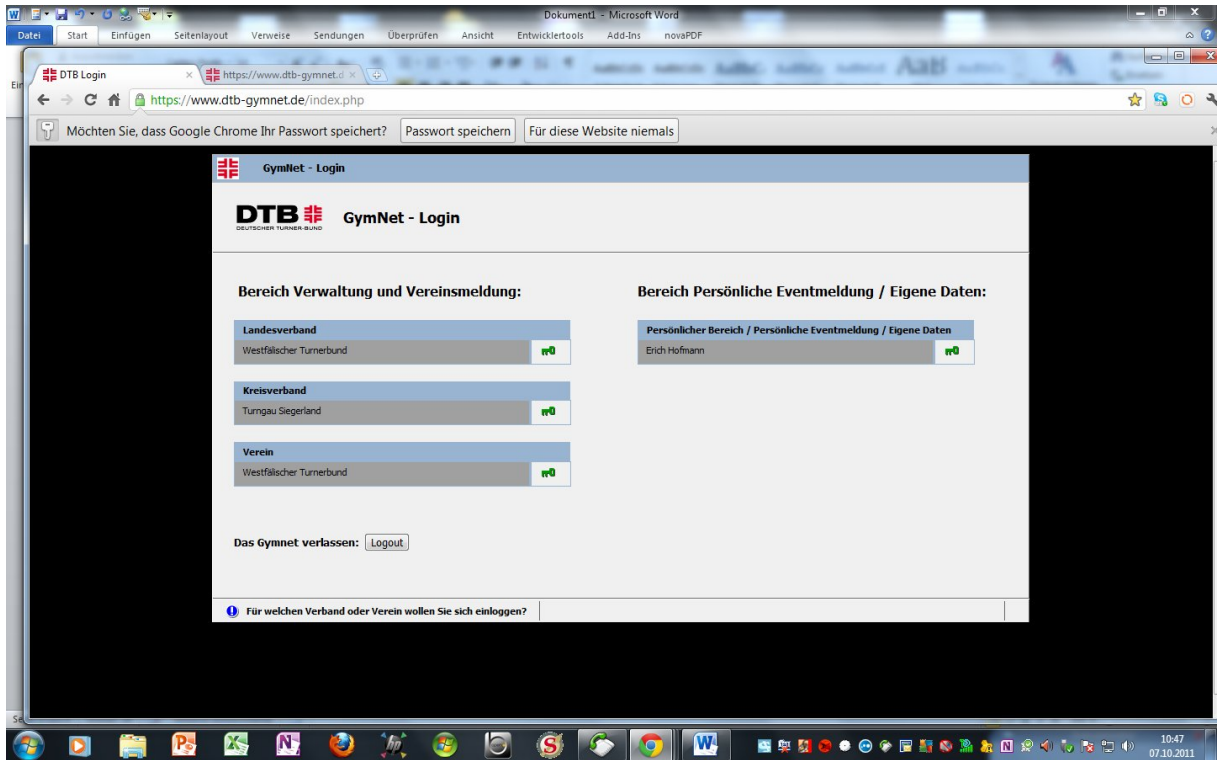 Dokument1 - Microsoft Word
Datei Start Einfügen Seitenlayout Verweise Sendungen Überprüfen Ansicht Entwicklertools Add-Ins novaPDF
DTB Login https://www.dtb-gymnet.d
https://www.dtb-gymnet.de/index.php
Möchten Sie, dass Google Chrome Ihr Passwort speichert? Passwort speichern Für diese Website niemals
GymNet - Login
DTB
DEUTSCHER TURNER-BUND
GymNet - Login
Bereich Verwaltung und Vereinsmeldung:
Landesverband
Westfälischer Turnerbund
Kreisverband
Turngau Siegerland
Verein
Westfälischer Turnerbund
Bereich Persönliche Eventmeldung / Eigene Daten:
Persönlicher Bereich / Persönliche Eventmeldung / Eigene Daten
Erich Hofmann
Das Gymnet verlassen: Logout
Für welchen Verband oder Verein wollen Sie sich einloggen?
10:47
07.10.2011